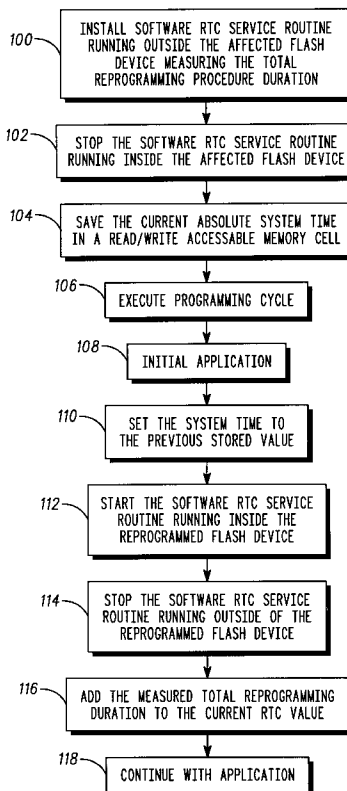 100
INSTALL SOFTWARE RTC SERVICE ROUTINE
RUNNING OUTSIDE THE AFFECTED FLASH
DEVICE MEASURING THE TOTAL
REPROGRAMMING PROCEDURE DURATION
102
STOP THE SOFTWARE RTC SERVICE ROUTINE
RUNNING INSIDE THE AFFECTED FLASH DEVICE
104
SAVE THE CURRENT ABSOLUTE SYSTEM TIME
IN A READ/WRITE ACCESSABLE MEMORY CELL
106
EXECUTE PROGRAMMING CYCLE
108
INITIAL APPLICATION
110
SET THE SYSTEM TIME TO
THE PREVIOUS STORED VALUE
112
START THE SOFTWARE RTC SERVICE
ROUTINE RUNNING INSIDE THE
REPROGRAMMED FLASH DEVICE
114
STOP THE SOFTWARE RTC SERVICE
ROUTINE RUNNING OUTSIDE OF THE
REPROGRAMMED FLASH DEVICE
116
ADD THE MEASURED TOTAL REPROGRAMMING
DURATION TO THE CURRENT RTC VALUE
118
CONTINUE WITH APPLICATION